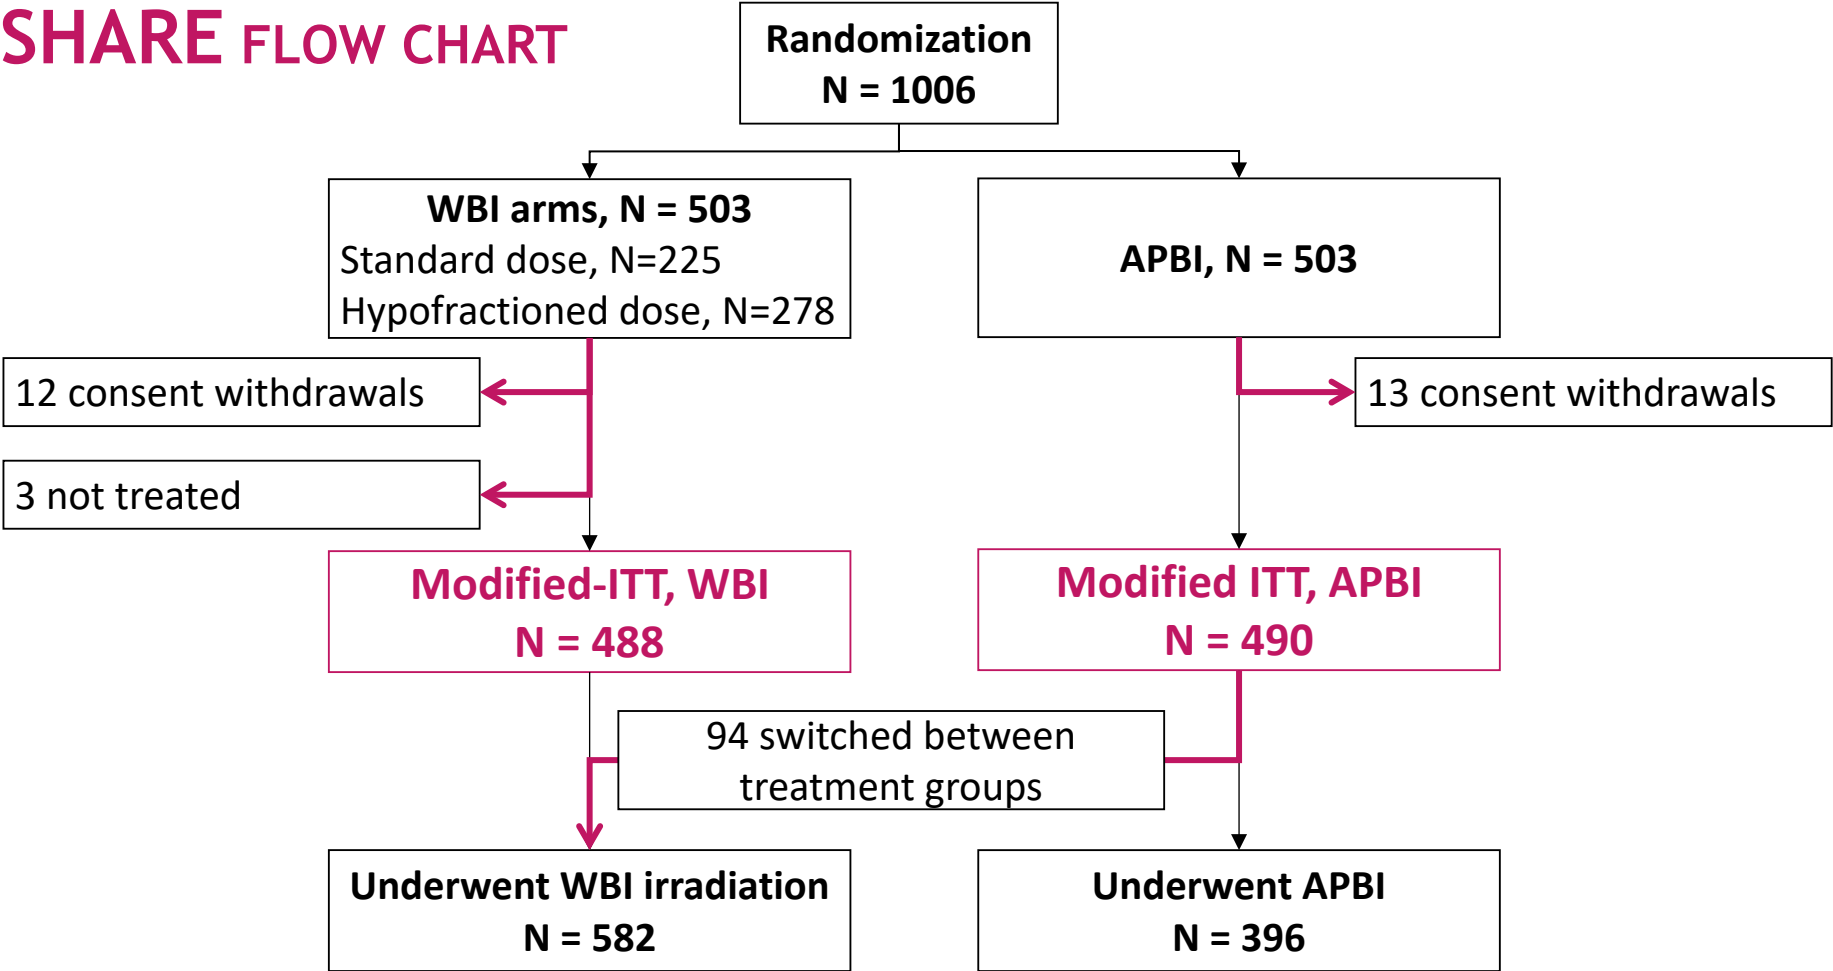 SHARE FLOW CHART
Randomization
N = 1006
WBI arms, N = 503
Standard dose, N=225
Hypofractioned dose, N=278
APBI, N = 503
12 consent withdrawals
13 consent withdrawals
3 not treated
Modified-ITT, WBI
N = 488
Modified ITT, APBI
N = 490
94 switched between
treatment groups
Underwent WBI irradiation
N = 582
Underwent APBI
N = 396